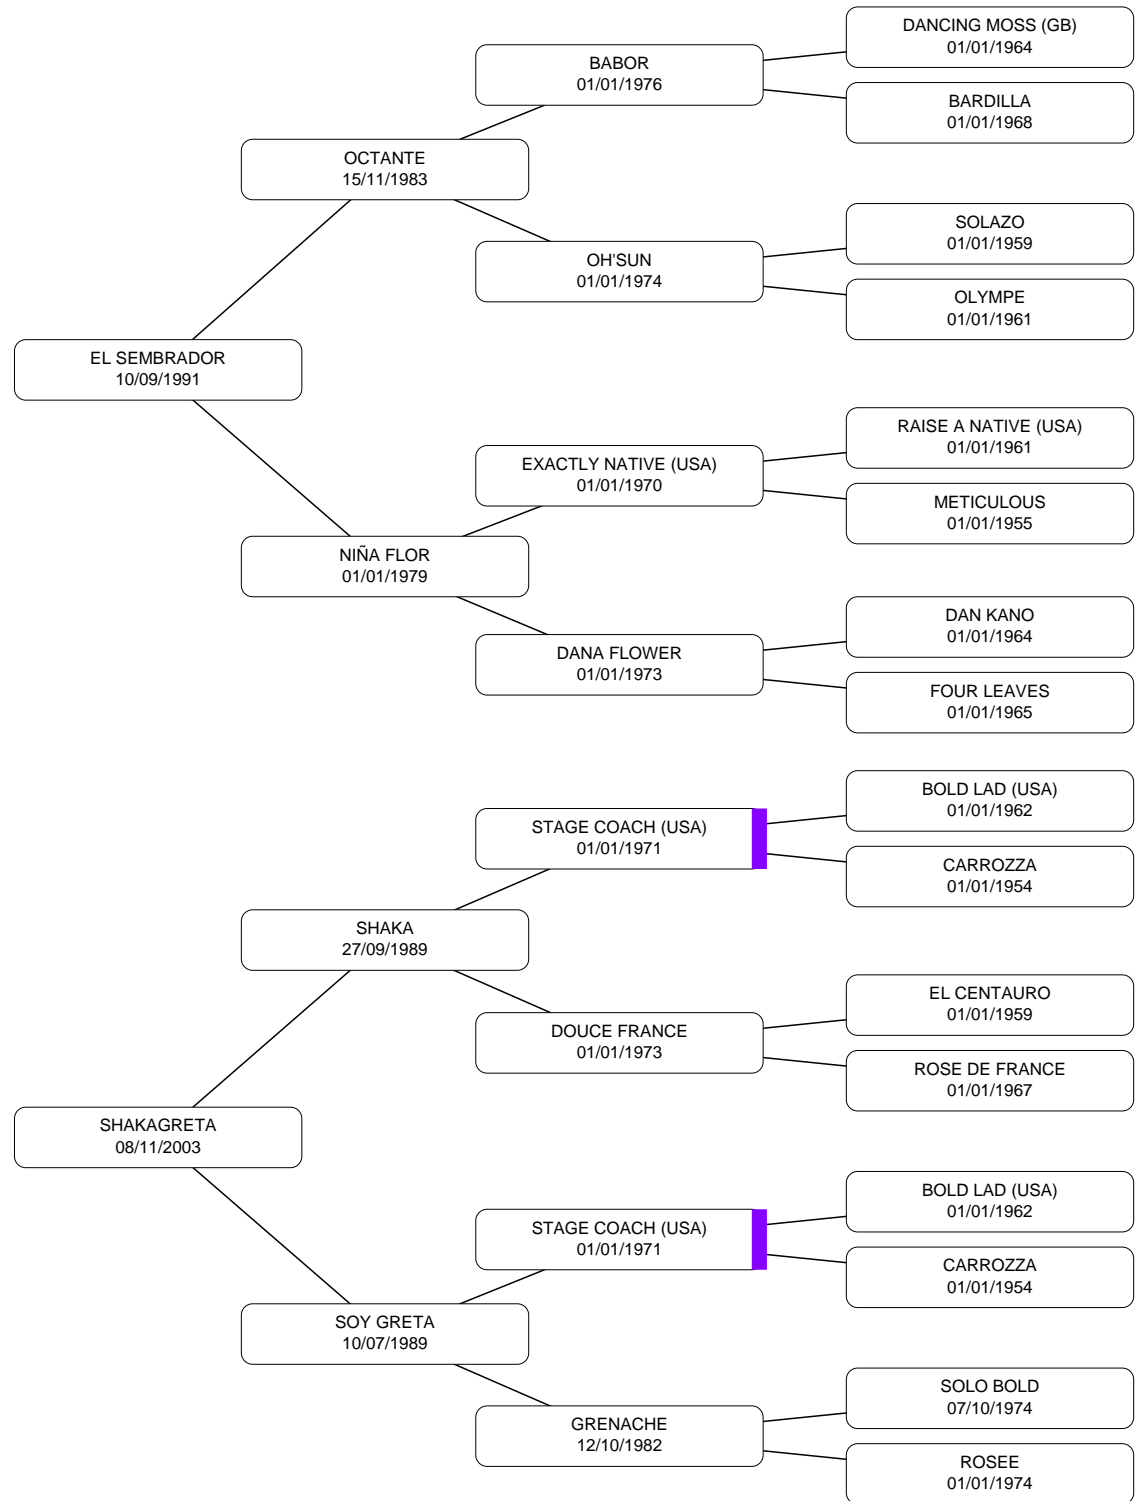 DANCING MOSS (GB)
01/01/1964
BABOR
01/01/1976
BARDILLA
01/01/1968
OCTANTE
15/11/1983
SOLAZO
01/01/1959
OH'SUN
01/01/1974
OLYMPE
01/01/1961
EL SEMBRADOR
10/09/1991
RAISE A NATIVE (USA)
01/01/1961
EXACTLY NATIVE (USA)
01/01/1970
METICULOUS
01/01/1955
NIÑA FLOR
01/01/1979
DAN KANO
01/01/1964
DANA FLOWER
01/01/1973
FOUR LEAVES
01/01/1965
BOLD LAD (USA)
01/01/1962
STAGE COACH (USA)
01/01/1971
CARROZZA
01/01/1954
SHAKA
27/09/1989
EL CENTAURO
01/01/1959
DOUCE FRANCE
01/01/1973
ROSE DE FRANCE
01/01/1967
SHAKAGRETA
08/11/2003
BOLD LAD (USA)
01/01/1962
STAGE COACH (USA)
01/01/1971
CARROZZA
01/01/1954
SOY GRETA
10/07/1989
SOLO BOLD
07/10/1974
GRENACHE
12/10/1982
ROSEE
01/01/1974